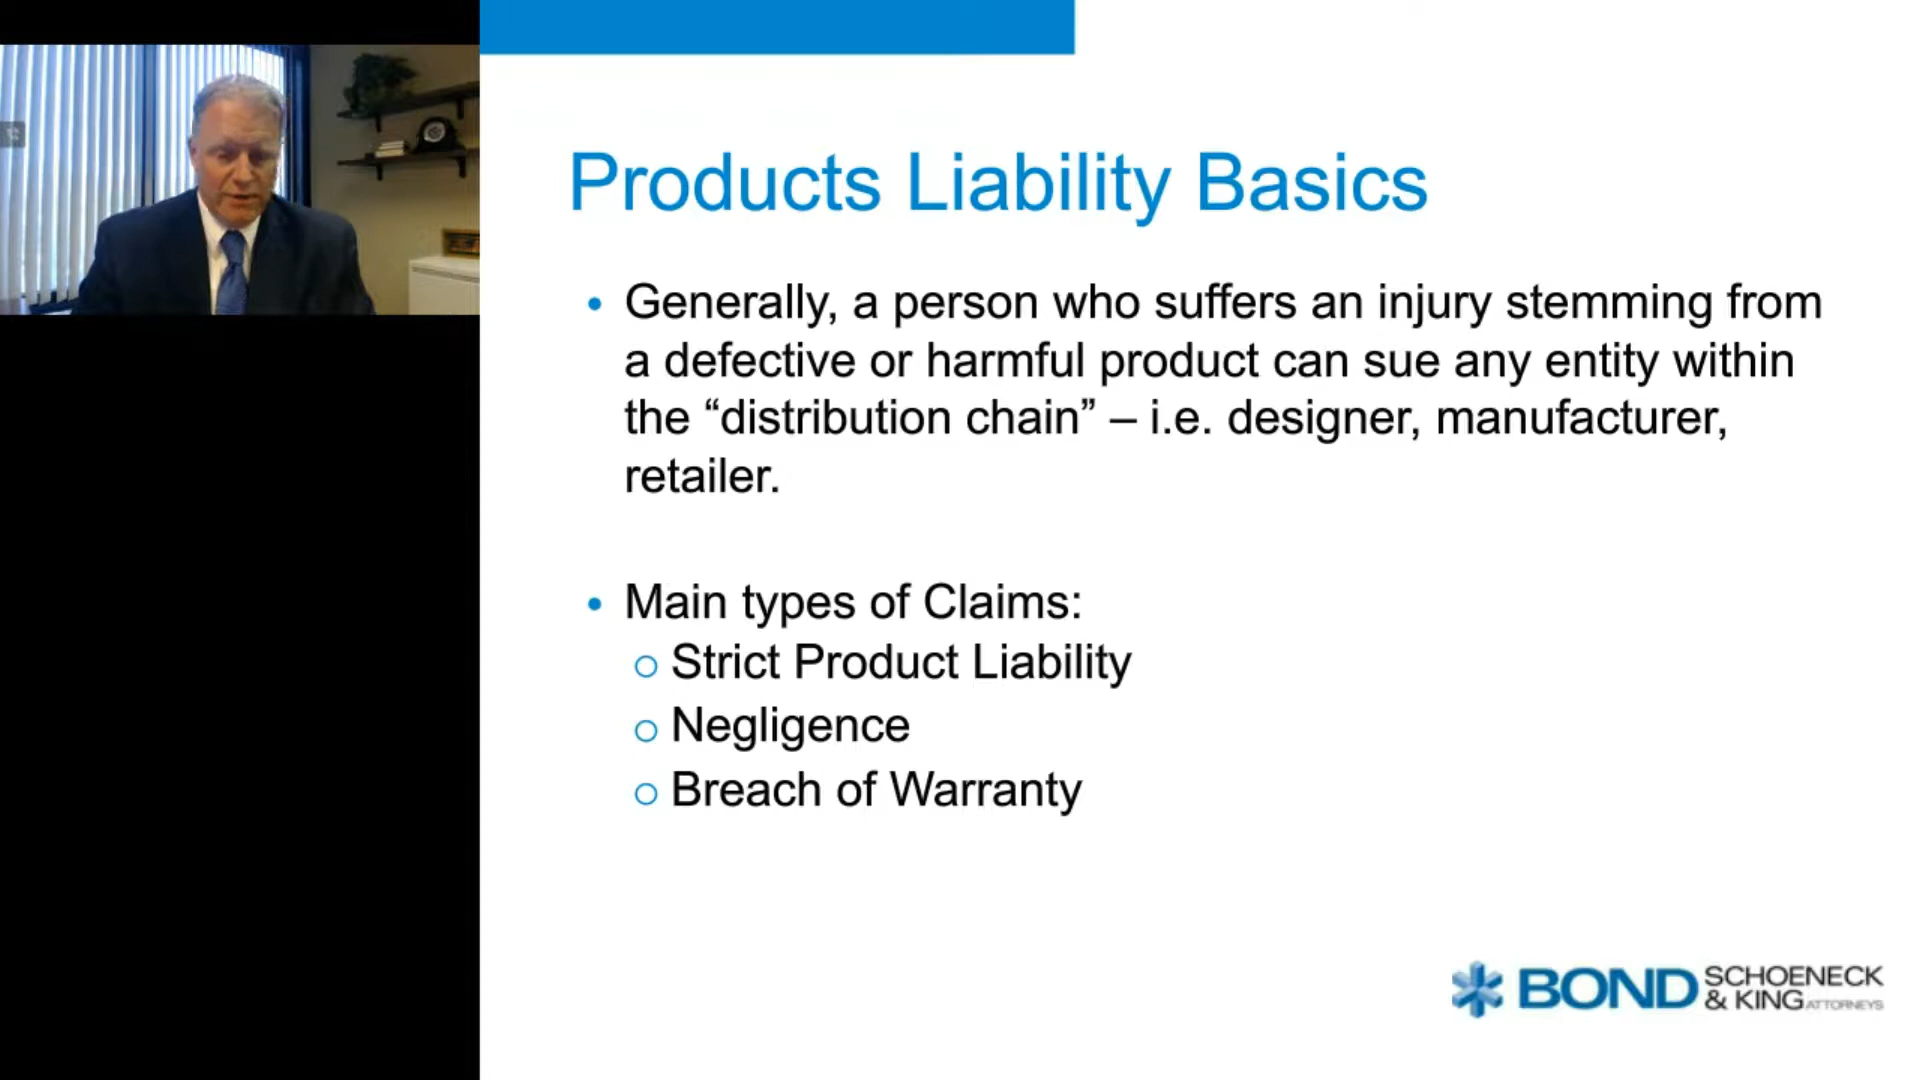 Products Liability Basics
• Generally, a person who suffers an injury stemming from
a defective or harmful product can sue any entity within
the “distribution chain” – i.e. designer, manufacturer,
retailer.
• Main types of Claims:
○ Strict Product Liability
○ Negligence
○ Breach of Warranty
BOND SCHOENECK
& KING ATTORNEYS